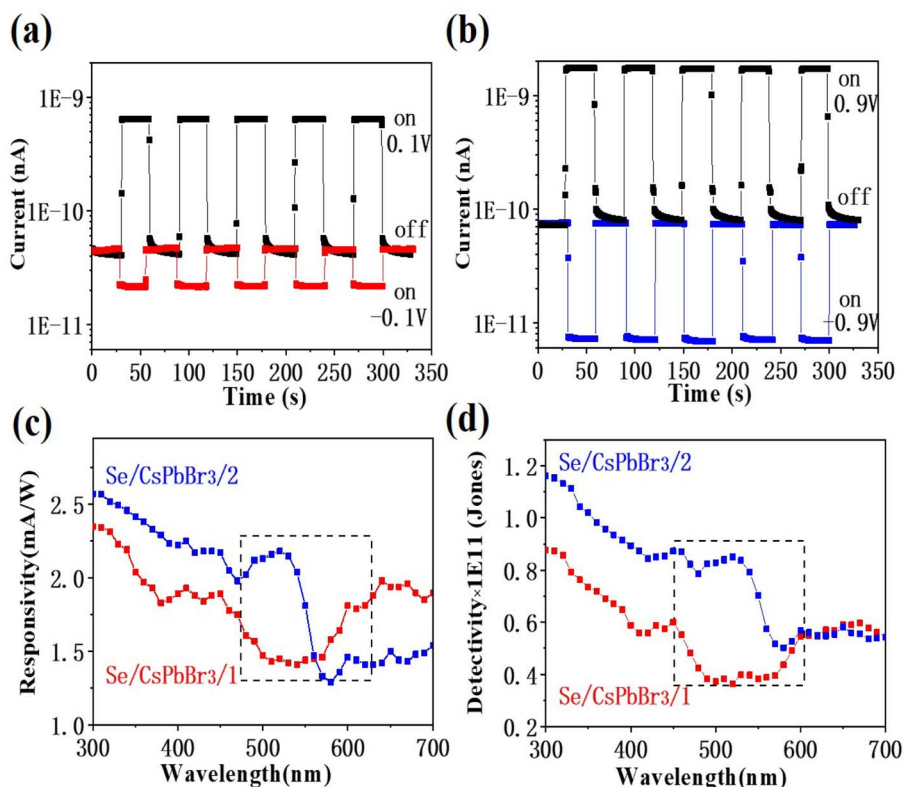 (a)
1E-9
1E-10
1E-11
Current (nA)
on
0.1V
off
on
-0.1V
0 50 100 150 200 250 300 350
Time (s)
(b)
1E-9
1E-10
1E-11
Current (nA)
on
0.9V
off
on
-0.9V
0 50 100 150 200 250 300 350
Time (s)
(c)
2.5
2.0
1.5
1.0
Responsivity(mA/W)
Se/CsPbBr3/2
Se/CsPbBr3/1
300 400 500 600 700
Wavelength(nm)
(d)
1.2
1.0
0.8
0.6
0.4
0.2
Detectivity×1E11 (Jones)
Se/CsPbBr3/2
Se/CsPbBr3/1
300 400 500 600 700
Wavelength(nm)